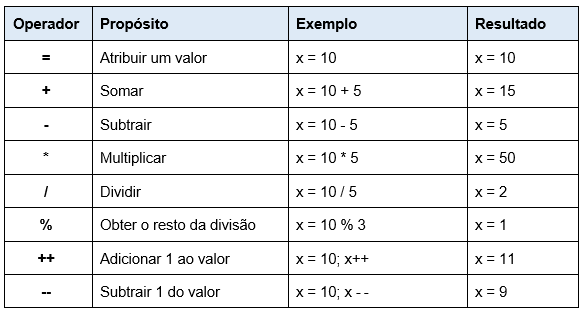 Operador Propósito Exemplo Resultado
= Atribuir um valor x = 10 x = 10
+ Somar x = 10 + 5 x = 15
- Subtrair x = 10 - 5 x = 5
* Multiplicar x = 10 * 5 x = 50
/ Dividir x = 10 / 5 x = 2
% Obter o resto da divisão x = 10 % 3 x = 1
++ Adicionar 1 ao valor x = 10; x++ x = 11
-- Subtrair 1 do valor x = 10; x - - x = 9